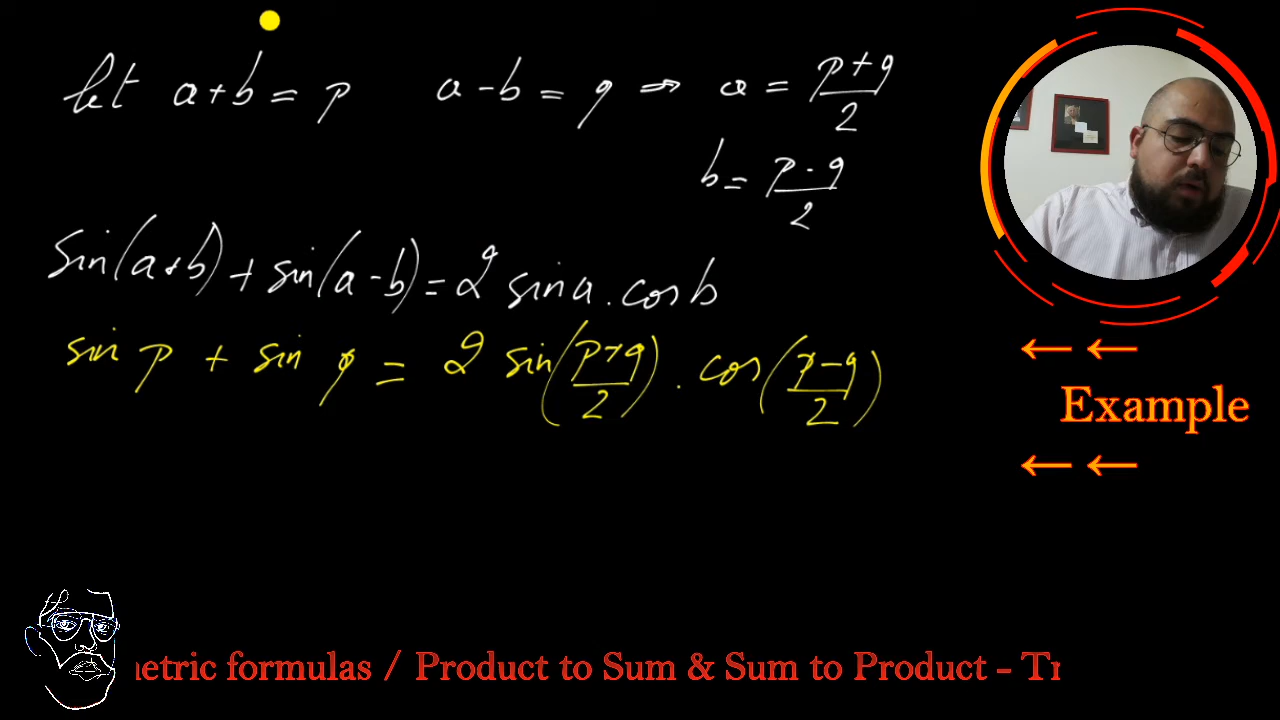 let a+b = p a-b = q ⇒ a = p+q/2
b = p-q/2
sin(a+b) + sin(a-b) = 2 sin a . cos b
sin p + sin q = 2 sin(p+q/2) . cos(p-q/2)
← ←
Example
← ←
netric formulas / Product to Sum & Sum to Product - Tr